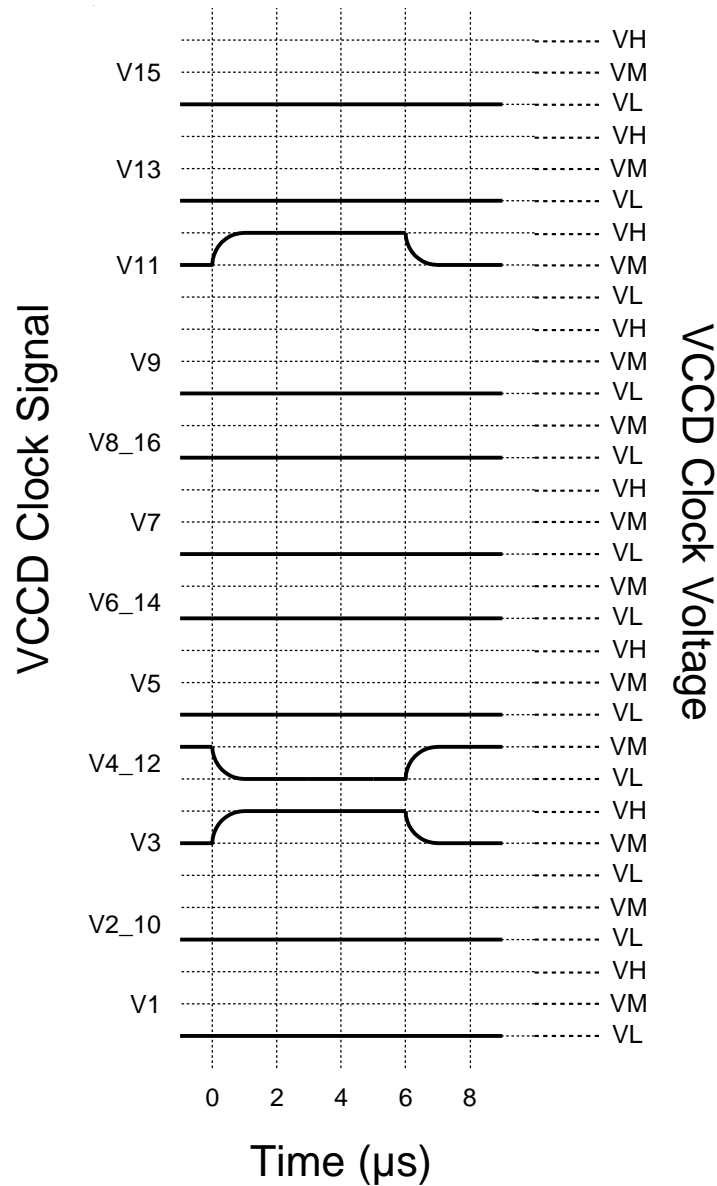 VH
V15
VM
VL
VH
V13
VM
VL
VH
V11
VM
VL
VH
V9
VM
VL
V8_16
VM
VL
VH
V7
VM
VL
V6_14
VM
VL
VH
V5
VM
VL
V4_12
VM
VL
VH
V3
VM
VL
V2_10
VM
VL
VH
V1
VM
VL
VCCD Clock Signal
VCCD Clock Voltage
0 2 4 6 8
Time (µs)